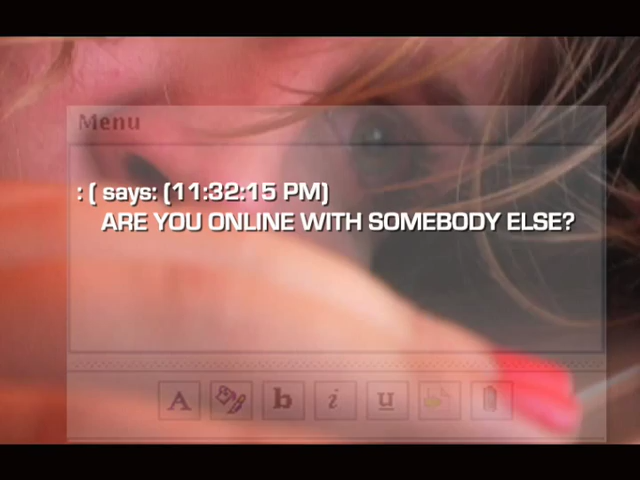 Menu
: ( says: (11:32:15 PM)
ARE YOU ONLINE WITH SOMEBODY ELSE?
A b i u